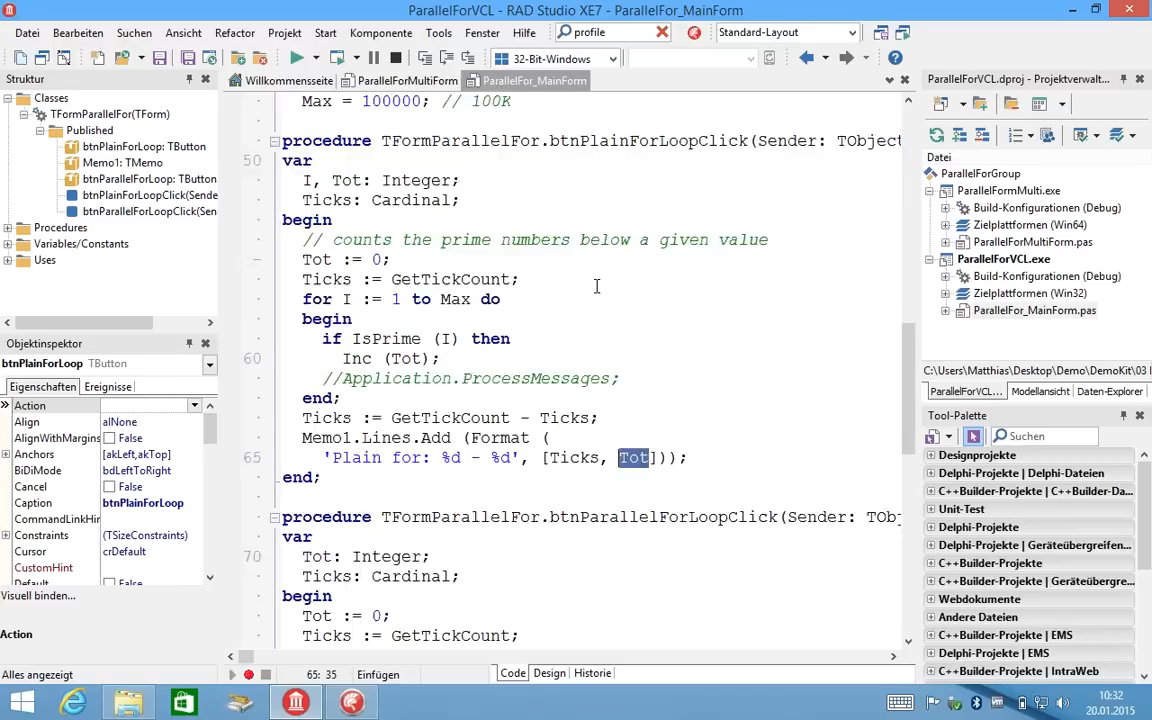 ParallelForVCL - RAD Studio XE7 - ParallelFor_MainForm
Datei Bearbeiten Suchen Ansicht Refactor Projekt Start Komponente Tools Fenster Hilfe profile Standard-Layout
32-Bit-Windows
Struktur
Classes
TFormParallelFor(TForm)
Published
btnPlainForLoop: TButton
Memo1: TMemo
btnParallelForLoop: TButton
btnPlainForLoopClick(Sende
btnParallelForLoopClick(Sen
Procedures
Variables/Constants
Uses
Objektinspektor
btnPlainForLoop TButton
Eigenschaften Ereignisse
Action
Align alNone
AlignWithMargins False
Anchors [akLeft,akTop]
BiDiMode bdLeftToRight
Cancel False
Caption btnPlainForLoop
CommandLinkHir
Constraints (TSizeConstraints)
Cursor crDefault
CustomHint
Default False
Visuell binden...
Action
Alles angezeigt
Willkommensseite ParallelForMultiForm ParallelFor_MainForm
Max = 100000; // 100K
procedure TFormParallelFor.btnPlainForLoopClick(Sender: TObject
50 var
I, Tot: Integer;
Ticks: Cardinal;
begin
// counts the prime numbers below a given value
Tot := 0;
Ticks := GetTickCount;
for I := 1 to Max do
begin
if IsPrime (I) then
60 Inc (Tot);
//Application.ProcessMessages;
end;
Ticks := GetTickCount - Ticks;
Memo1.Lines.Add (Format (
65 'Plain for: %d - %d', [Ticks, Tot]));
end;
procedure TFormParallelFor.btnParallelForLoopClick(Sender: TObj
var
70 Tot: Integer;
Ticks: Cardinal;
begin
Tot := 0;
Ticks := GetTickCount;
65: 35 Einfügen Code Design Historie
ParallelForVCL.dproj - Projektverwalt...
Datei
ParallelForGroup
ParallelFormMulti.exe
Build-Konfigurationen (Debug)
Zielplattformen (Win64)
ParallelForMultiForm.pas
ParallelForVCL.exe
Build-Konfigurationen (Debug)
Zielplattformen (Win32)
ParallelFor_MainForm.pas
C:\Users\Matthias\Desktop\Demo\DemoKit\03 I
ParallelForVCL... Modellansicht Daten-Explorer
Tool-Palette
Suchen
Designprojekte
Delphi-Projekte | Delphi-Dateien
C++Builder-Projekte | C++Builder-Da...
Unit-Test
Delphi-Projekte
Delphi-Projekte | Geräteübergreifen...
C++Builder-Projekte
C++Builder-Projekte | Geräteübergre...
Webdokumente
Andere Dateien
C++Builder-Projekte | EMS
Delphi-Projekte | EMS
C++Builder-Projekte | IntraWeb
10:32
20.01.2015